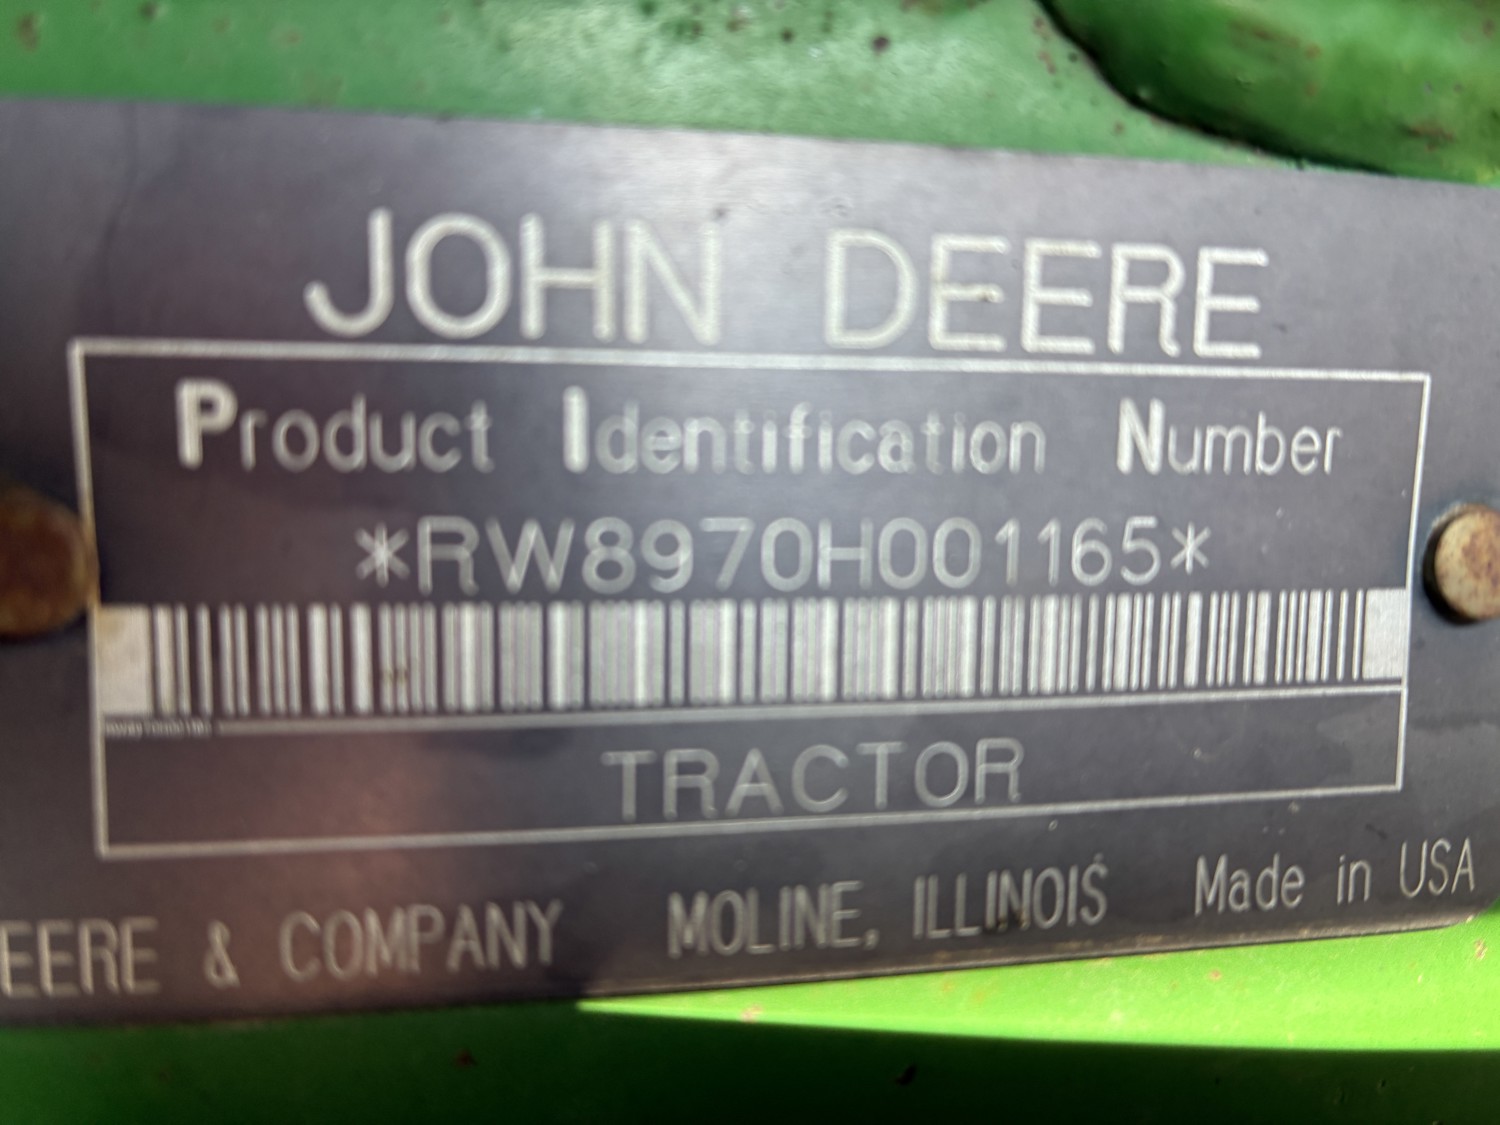 JOHN DEERE
Product Identification Number
*RW8970H001165*
TRACTOR
EERE & COMPANY MOLINE, ILLINOIS Made in USA